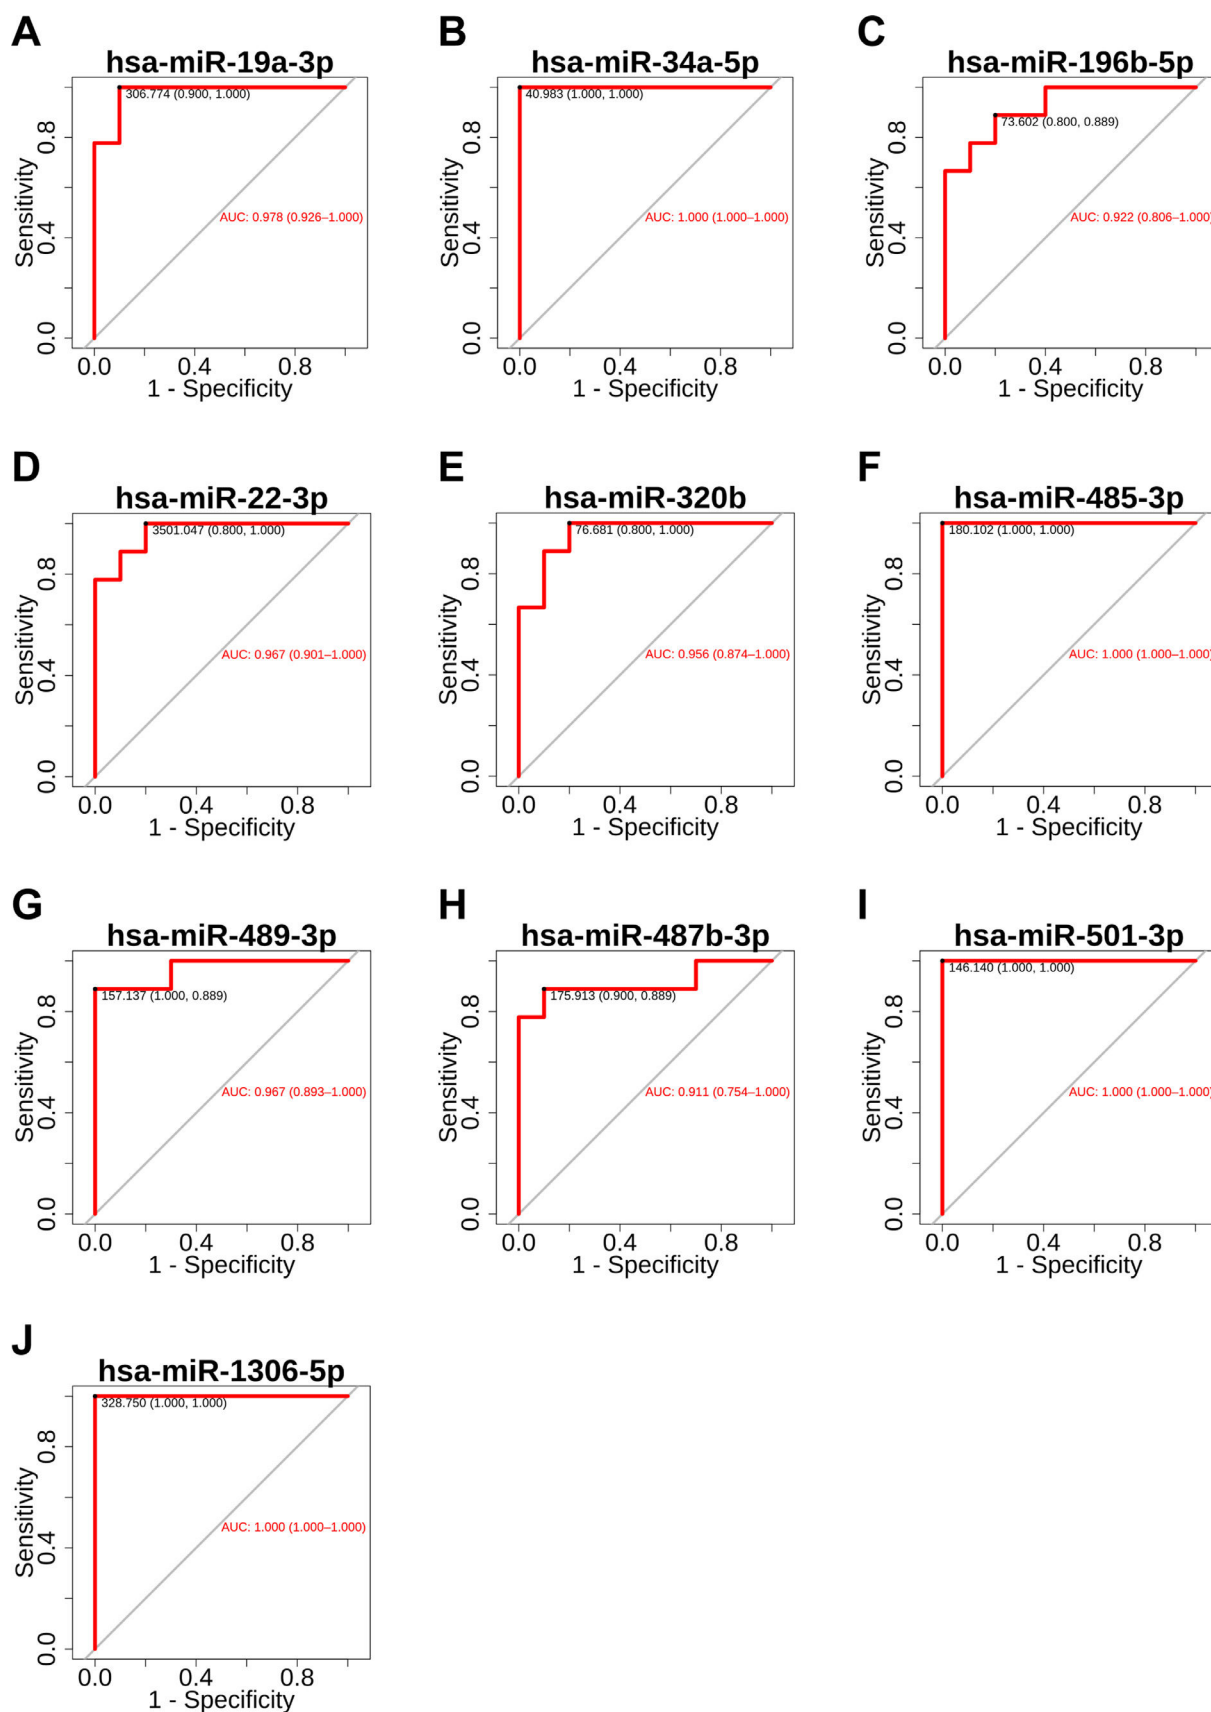 A
hsa-miR-19a-3p
306.774 (0.900, 1.000)
AUC: 0.978 (0.926–1.000)
Sensitivity
0.0 0.4 0.8
0.0 0.4 0.8
1 - Specificity
B
hsa-miR-34a-5p
40.983 (1.000, 1.000)
AUC: 1.000 (1.000–1.000)
Sensitivity
0.0 0.4 0.8
0.0 0.4 0.8
1 - Specificity
C
hsa-miR-196b-5p
73.602 (0.800, 0.889)
AUC: 0.922 (0.806–1.000)
Sensitivity
0.0 0.4 0.8
0.0 0.4 0.8
1 - Specificity
D
hsa-miR-22-3p
3501.047 (0.800, 1.000)
AUC: 0.967 (0.901–1.000)
Sensitivity
0.0 0.4 0.8
0.0 0.4 0.8
1 - Specificity
E
hsa-miR-320b
76.681 (0.800, 1.000)
AUC: 0.956 (0.874–1.000)
Sensitivity
0.0 0.4 0.8
0.0 0.4 0.8
1 - Specificity
F
hsa-miR-485-3p
180.102 (1.000, 1.000)
AUC: 1.000 (1.000–1.000)
Sensitivity
0.0 0.4 0.8
0.0 0.4 0.8
1 - Specificity
G
hsa-miR-489-3p
157.137 (1.000, 0.889)
AUC: 0.967 (0.893–1.000)
Sensitivity
0.0 0.4 0.8
0.0 0.4 0.8
1 - Specificity
H
hsa-miR-487b-3p
175.913 (0.900, 0.889)
AUC: 0.911 (0.754–1.000)
Sensitivity
0.0 0.4 0.8
0.0 0.4 0.8
1 - Specificity
I
hsa-miR-501-3p
146.140 (1.000, 1.000)
AUC: 1.000 (1.000–1.000)
Sensitivity
0.0 0.4 0.8
0.0 0.4 0.8
1 - Specificity
J
hsa-miR-1306-5p
328.750 (1.000, 1.000)
AUC: 1.000 (1.000–1.000)
Sensitivity
0.0 0.4 0.8
0.0 0.4 0.8
1 - Specificity